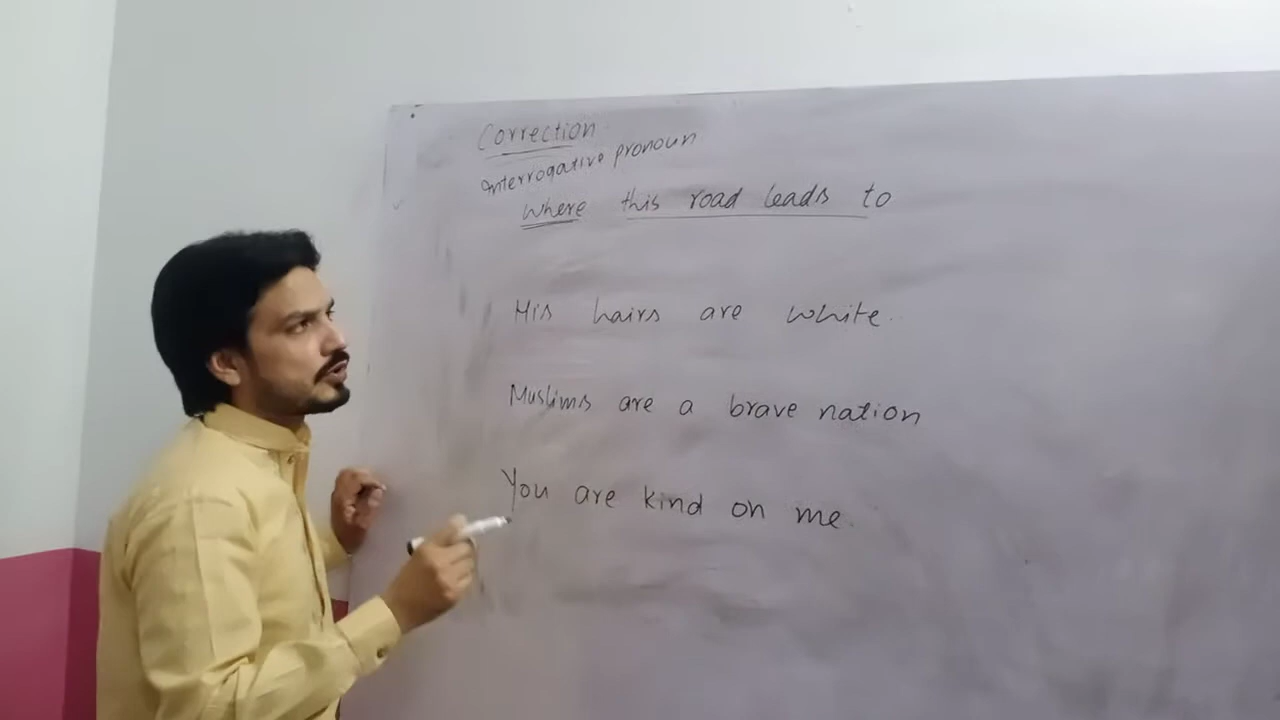 Correction
Interrogative pronoun
where this road leads to
His hairs are white.
Muslims are a brave nation
You are kind on me.